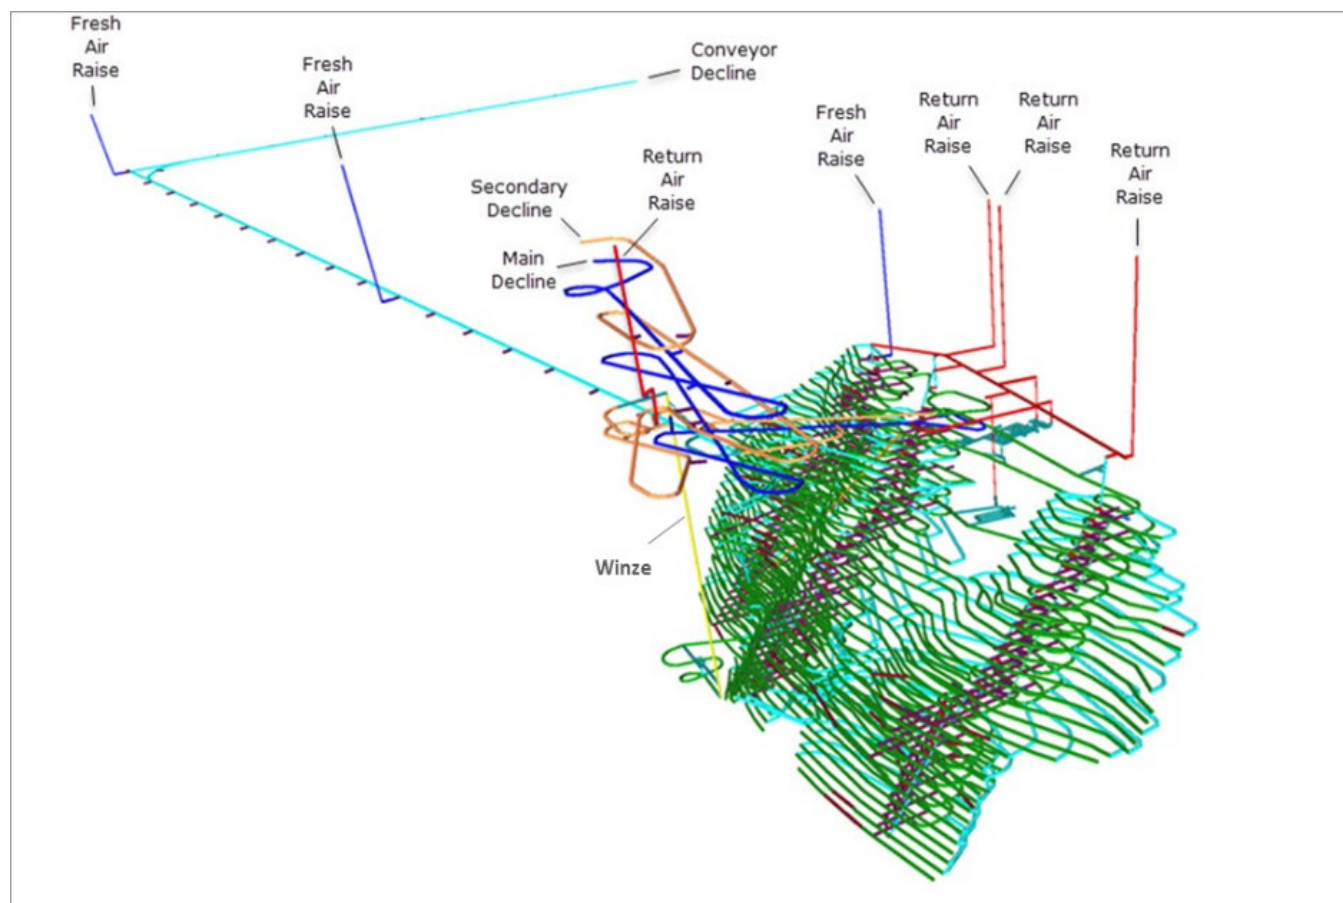 Fresh
Air
Raise
Fresh
Air
Raise
Conveyor
Decline
Secondary
Decline
Return
Air
Raise
Main
Decline
Fresh
Air
Raise
Return
Air
Raise
Return
Air
Raise
Return
Air
Raise
Winze